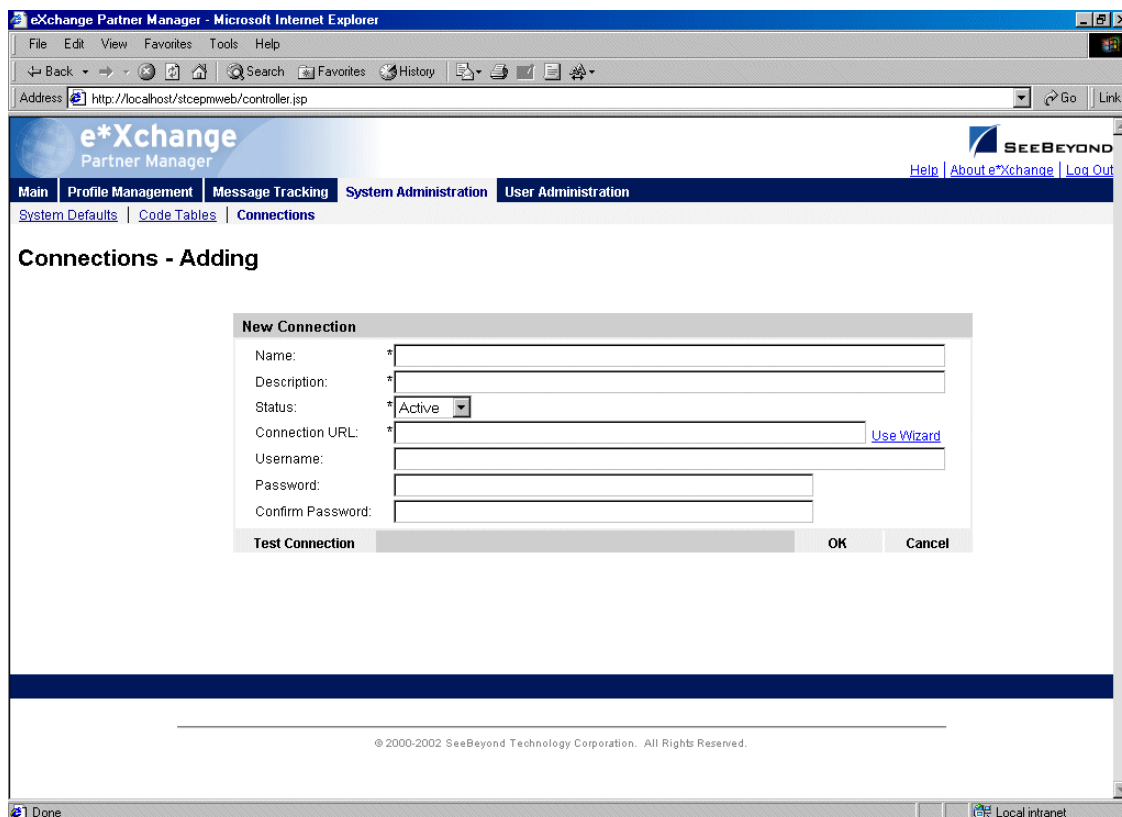 eXchange Partner Manager - Microsoft Internet Explorer
File Edit View Favorites Tools Help
Back Search Favorites History
Address http://localhost/stcepmweb/controller.jsp Go Link
e*Xchange
Partner Manager
SEEBEYOND
Help | About e*Xchange | Log Out
Main Profile Management Message Tracking System Administration User Administration
System Defaults | Code Tables | Connections
Connections - Adding
New Connection
Name: *
Description: *
Status: * Active
Connection URL: * Use Wizard
Username:
Password:
Confirm Password:
Test Connection OK Cancel
© 2000-2002 SeeBeyond Technology Corporation. All Rights Reserved.
Done Local intranet